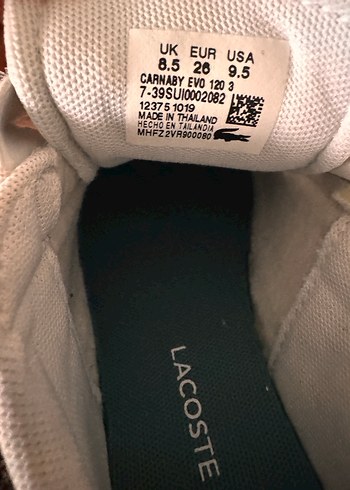 UK EUR USA
8.5 26 9.5
CARNABY EVO 120 3
7-39SUI0002082
12375 1019
MADE IN THAILAND
HECHO EN TAILANDIA
MHFZ2VR900080
LACOSTE